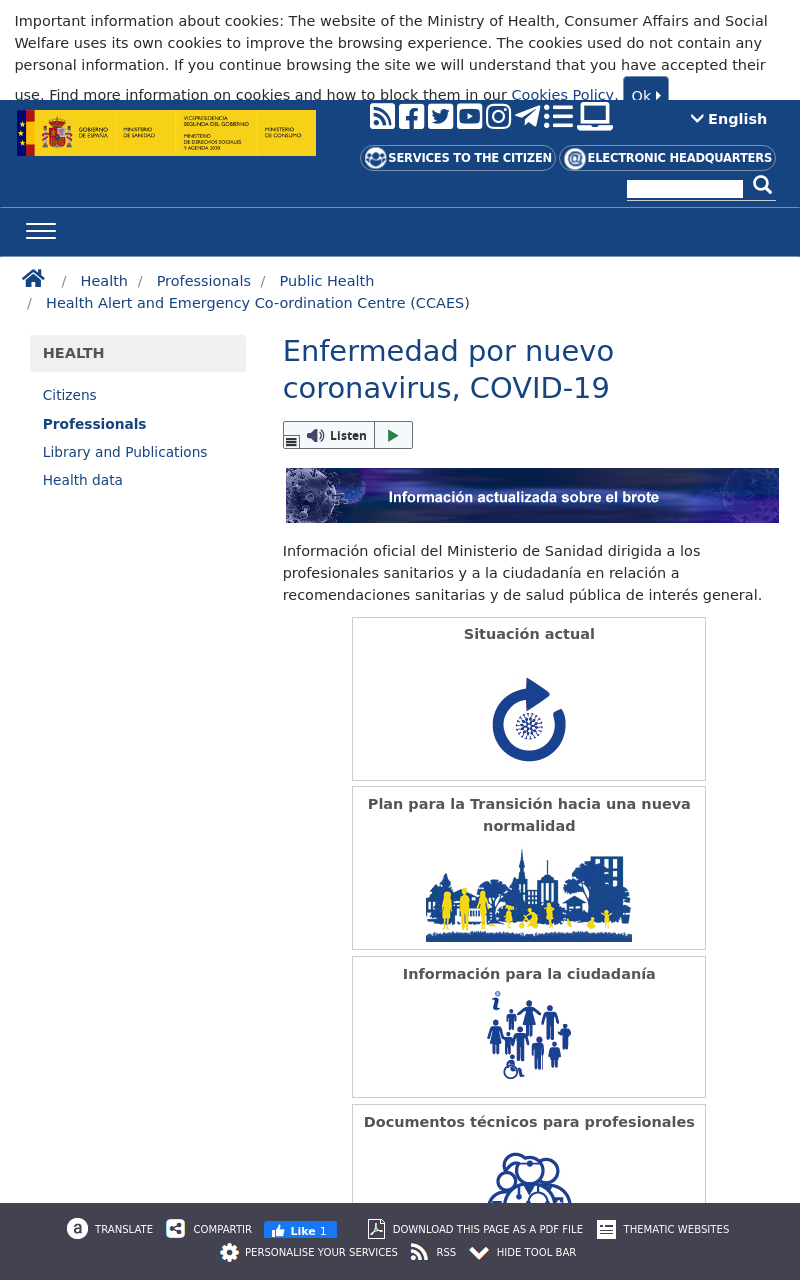 Important information about cookies: The website of the Ministry of Health, Consumer Affairs and Social
Welfare uses its own cookies to improve the browsing experience. The cookies used do not contain any
personal information. If you continue browsing the site we will understand that you have accepted their
use. Find more information on cookies and how to block them in our Cookies Policy. Ok
GOBIERNO DE ESPAÑA
MINISTERIO DE SANIDAD
VICEPRESIDENCIA SEGUNDA DEL GOBIERNO
MINISTERIO DE DERECHOS SOCIALES Y AGENDA 2030
MINISTERIO DE CONSUMO
English
SERVICES TO THE CITIZEN
ELECTRONIC HEADQUARTERS
/ Health / Professionals / Public Health
/ Health Alert and Emergency Co-ordination Centre (CCAES)
HEALTH
Citizens
Professionals
Library and Publications
Health data
Enfermedad por nuevo
coronavirus, COVID-19
Listen
Información actualizada sobre el brote
Información oficial del Ministerio de Sanidad dirigida a los
profesionales sanitarios y a la ciudadanía en relación a
recomendaciones sanitarias y de salud pública de interés general.
Situación actual
Plan para la Transición hacia una nueva
normalidad
Información para la ciudadanía
Documentos técnicos para profesionales
TRANSLATE COMPARTIR Like 1 DOWNLOAD THIS PAGE AS A PDF FILE THEMATIC WEBSITES
PERSONALISE YOUR SERVICES RSS HIDE TOOL BAR